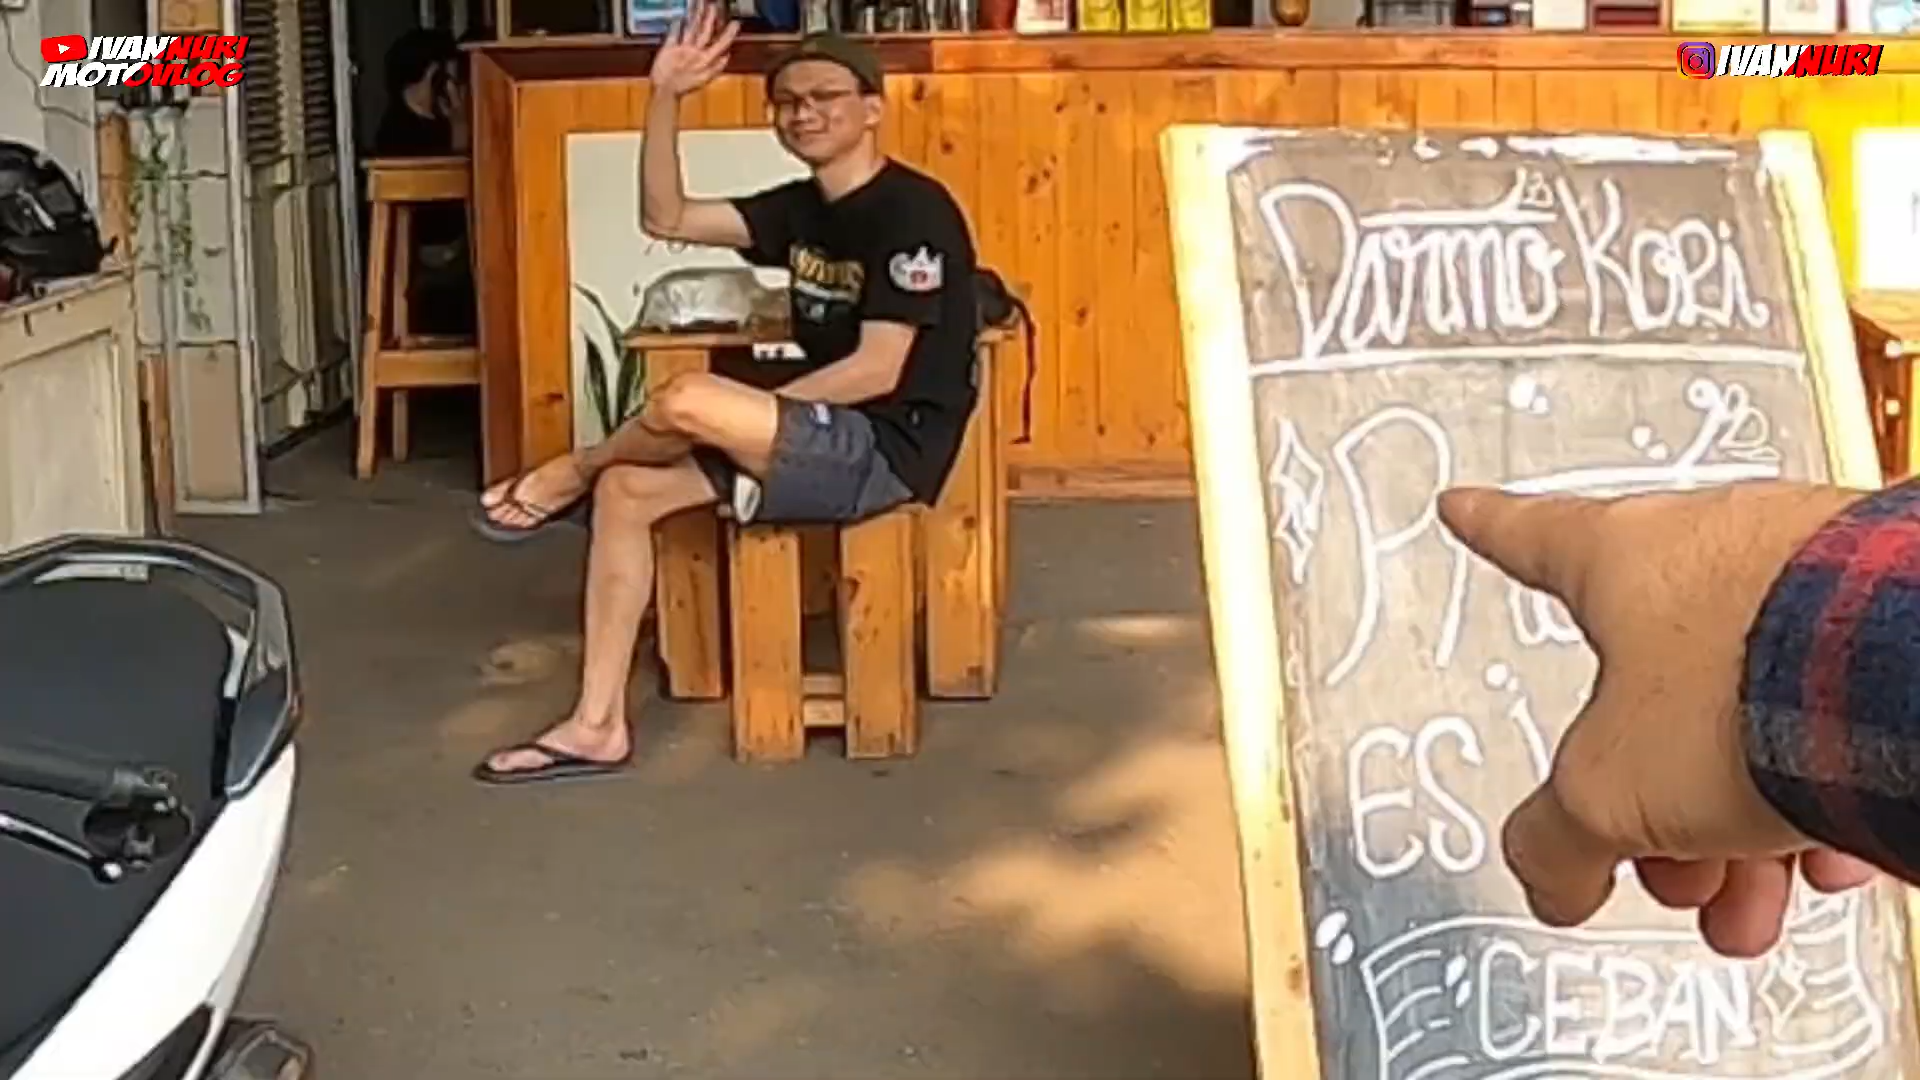 IVANNURI
MOTOVLOG
IVANNURI
Darmo Kopi
ES
CEBAN